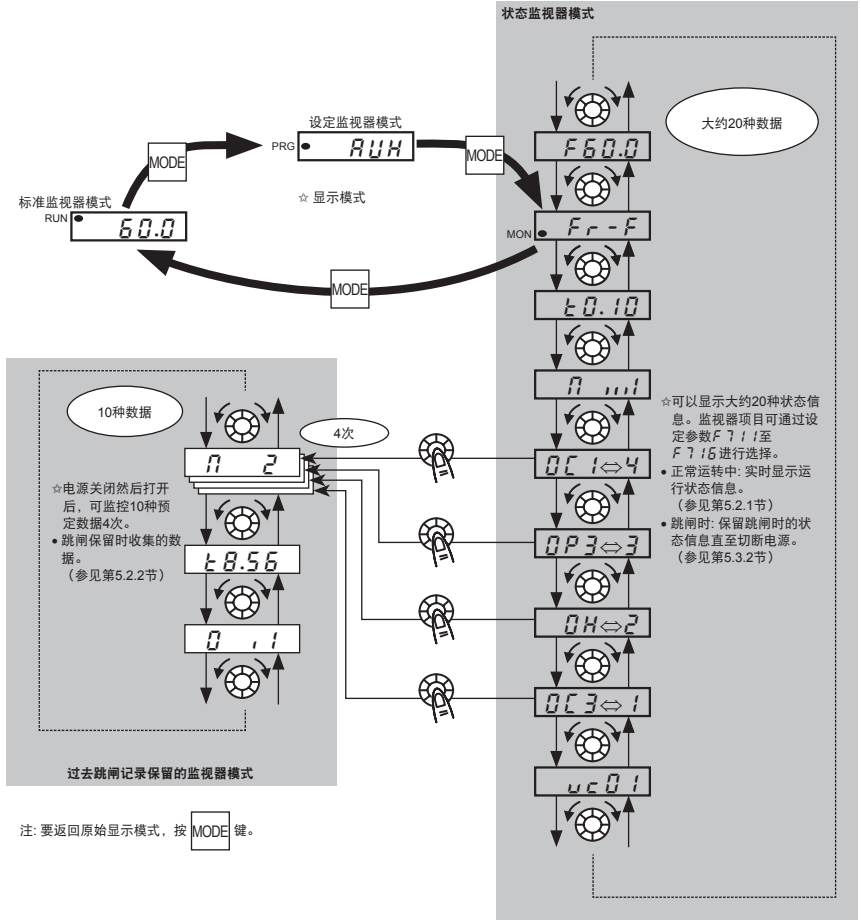 状态监视器模式
大约20种数据
设定监视器模式
PRG
AUH
MODE
MODE
☆ 显示模式
标准监视器模式
RUN
60.0
MODE
F60.0
MON
Fr-F
t0.10
OC1⇔4
OP3⇔3
OH⇔2
OC3⇔1
uc01
☆可以显示大约20种状态信
息。监视器项目可通过设
定参数F711至
F716进行选择。
• 正常运转中: 实时显示运
行状态信息。
(参见第5.2.1节)
• 跳闸时: 保留跳闸时的状
态信息直至切断电源。
(参见第5.3.2节)
10种数据
4次
n 2
t8.56
☆电源关闭然后打开
后，可监控10种预
定数据4次。
• 跳闸保留时收集的数
据。
(参见第5.2.2节)
过去跳闸记录保留的监视器模式
注: 要返回原始显示模式，按 MODE 键。